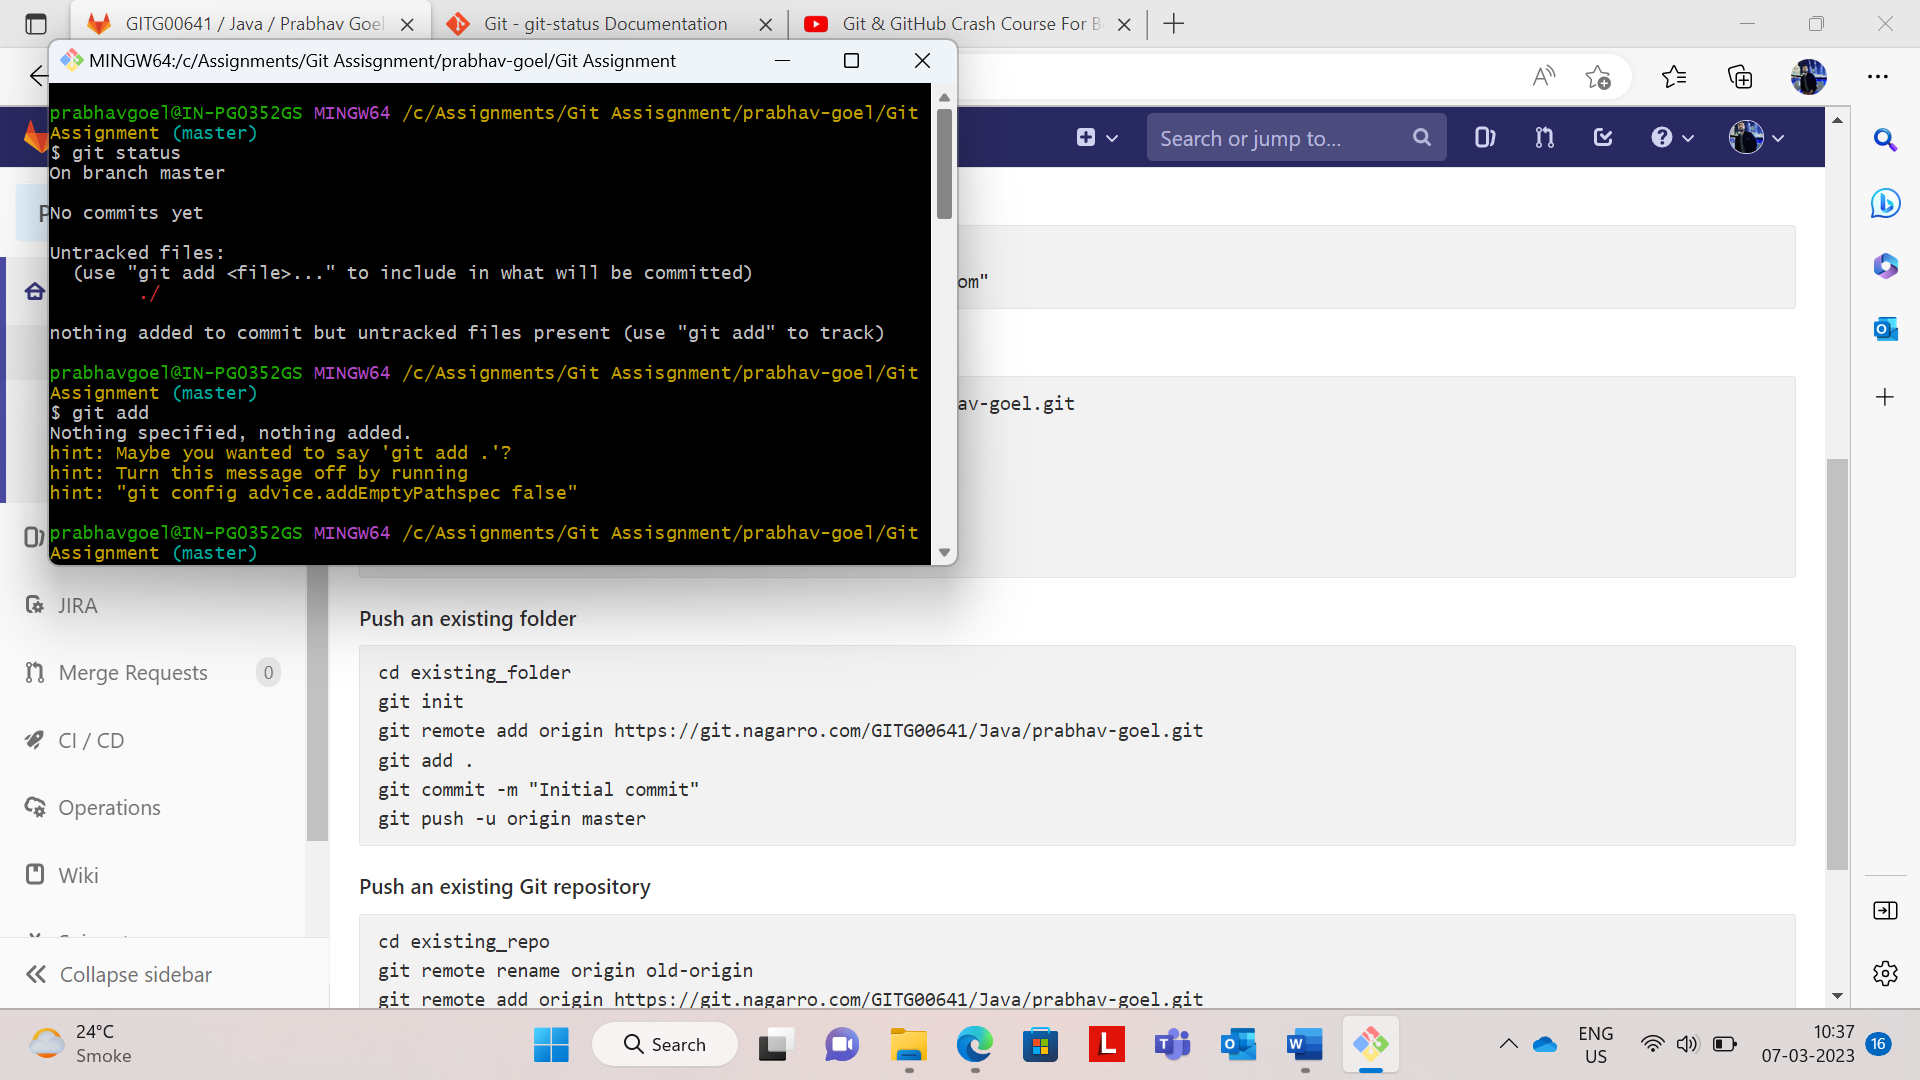 GITG00641 / Java / Prabhav Goel
Git - git-status Documentation
Git & GitHub Crash Course For B
MINGW64:/c/Assignments/Git Assisgnment/prabhav-goel/Git Assignment
prabhavgoel@IN-PG0352GS MINGW64 /c/Assignments/Git Assisgnment/prabhav-goel/Git
Assignment (master)
$ git status
On branch master
No commits yet
Untracked files:
(use "git add <file>..." to include in what will be committed)
./
nothing added to commit but untracked files present (use "git add" to track)
prabhavgoel@IN-PG0352GS MINGW64 /c/Assignments/Git Assisgnment/prabhav-goel/Git
Assignment (master)
$ git add
Nothing specified, nothing added.
hint: Maybe you wanted to say 'git add .'?
hint: Turn this message off by running
hint: "git config advice.addEmptyPathspec false"
prabhavgoel@IN-PG0352GS MINGW64 /c/Assignments/Git Assisgnment/prabhav-goel/Git
Assignment (master)
Search or jump to...
om"
av-goel.git
JIRA
Merge Requests 0
CI / CD
Operations
Wiki
Collapse sidebar
Push an existing folder
cd existing_folder
git init
git remote add origin https://git.nagarro.com/GITG00641/Java/prabhav-goel.git
git add .
git commit -m "Initial commit"
git push -u origin master
Push an existing Git repository
cd existing_repo
git remote rename origin old-origin
git remote add origin https://git.nagarro.com/GITG00641/Java/prabhav-goel.git
24°C
Smoke
Search
ENG
US
10:37
07-03-2023
16